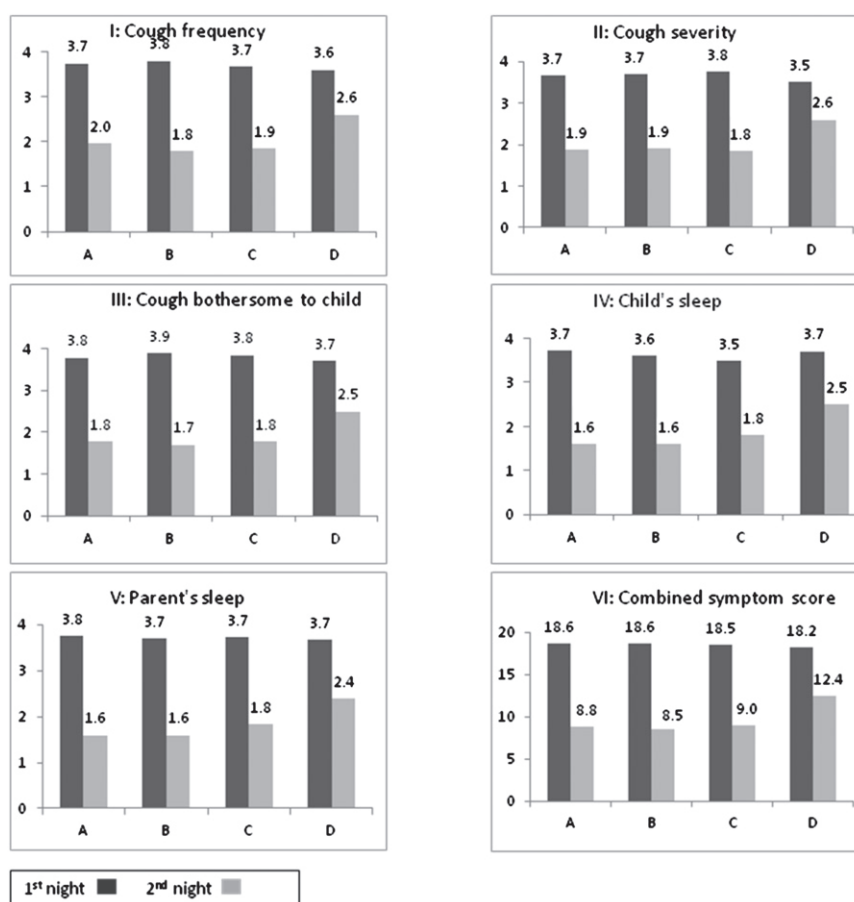 I: Cough frequency
3.7 3.8 3.7 3.6
2.0 1.8 1.9 2.6
4
3
2
1
0
A B C D
II: Cough severity
3.7 3.7 3.8 3.5
1.9 1.9 1.8 2.6
4
3
2
1
0
A B C D
III: Cough bothersome to child
3.8 3.9 3.8 3.7
1.8 1.7 1.8 2.5
4
3
2
1
0
A B C D
IV: Child's sleep
3.7 3.6 3.5 3.7
1.6 1.6 1.8 2.5
4
3
2
1
0
A B C D
V: Parent's sleep
3.8 3.7 3.7 3.7
1.6 1.6 1.8 2.4
4
3
2
1
0
A B C D
VI: Combined symptom score
18.6 18.6 18.5 18.2
8.8 8.5 9.0 12.4
20
15
10
5
0
A B C D
1st night 2nd night